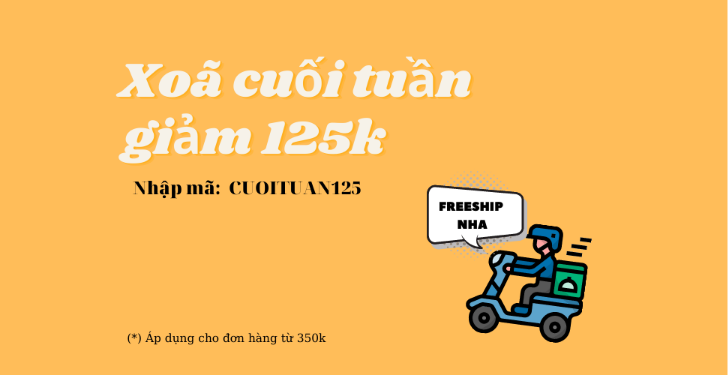 Xoã cuối tuần
giảm 125k
Nhập mã: CUOITUAN125
FREESHIP
NHA
(*) Áp dụng cho đơn hàng từ 350k